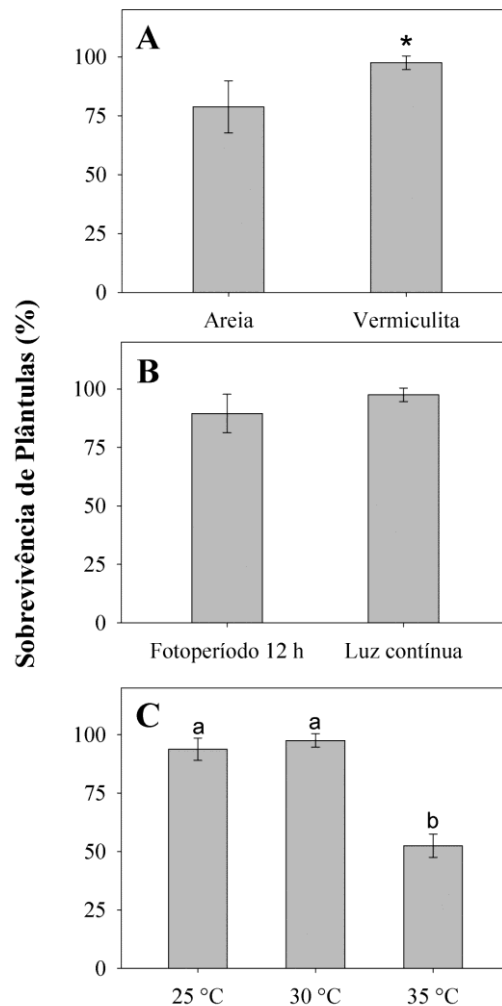 Sobrevivência de Plântulas (%)
A
*
100
75
50
25
0
Areia Vermiculita
B
100
75
50
25
0
Fotoperíodo 12 h Luz contínua
C
a a
b
100
75
50
25
0
25 °C 30 °C 35 °C